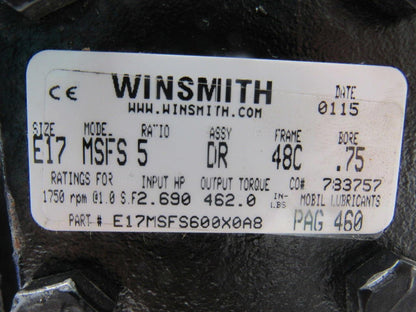 CE WINSMITH DATE
WWW.WINSMITH.COM 0115
SIZE MODEL RATIO ASSY FRAME BORE
E17 MSFS 5 DR 48C .75
RATINGS FOR INPUT HP OUTPUT TORQUE CO# 783757
1750 rpm @1.0 S.F 2.690 462.0 IN-LBS MOBIL LUBRICANTS
PART # E17MSFS600X0A8 PAG 460